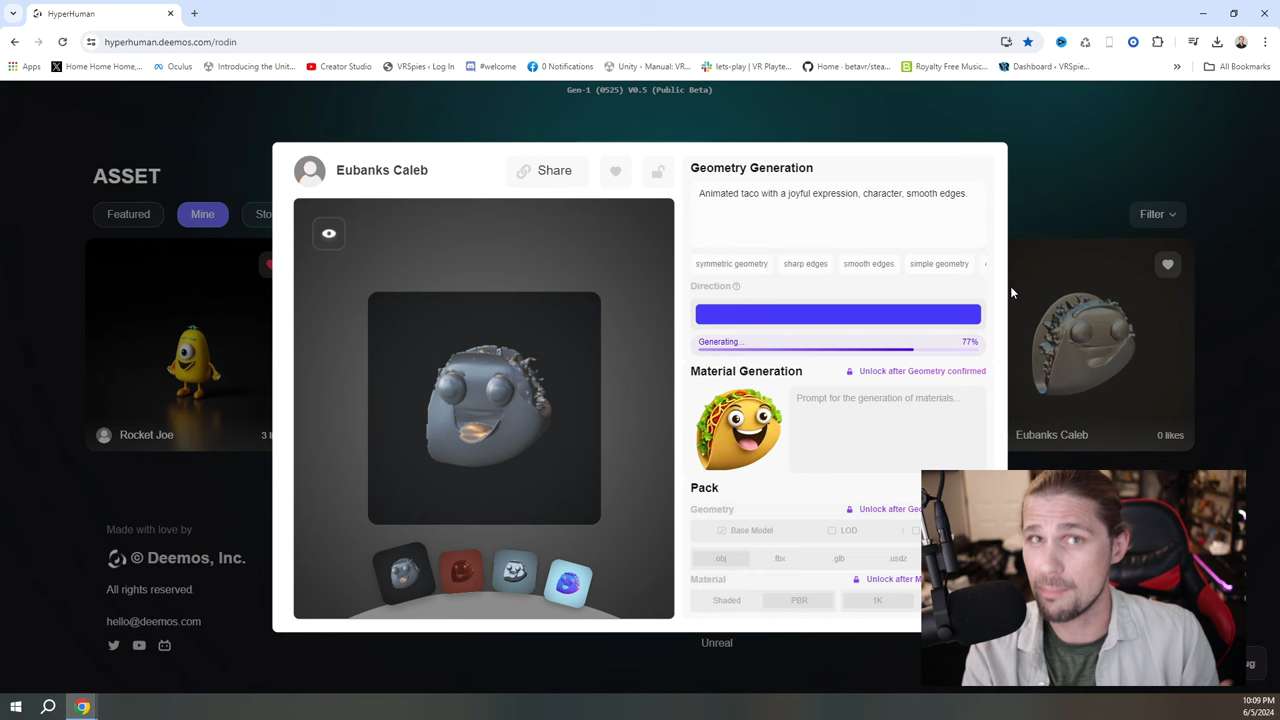 HyperHuman
hyperhuman.deemos.com/rodin
Apps
Home Home Home,...
Oculus
Introducing the Unit...
Creator Studio
VRSpies ‹ Log In
#welcome
0 Notifications
Unity - Manual: VR...
lets-play | VR Playte...
Home · betavr/stea...
Royalty Free Music...
Dashboard ‹ VRSpie...
All Bookmarks
Gen-1 (0525) V0.5 (Public Beta)
ASSET
Featured
Mine
Filter
Eubanks Caleb
Share
Geometry Generation
Animated taco with a joyful expression, character, smooth edges.
symmetric geometry
sharp edges
smooth edges
simple geometry
Direction
Generating...
77%
Material Generation
Unlock after Geometry confirmed
Prompt for the generation of materials...
Rocket Joe
Eubanks Caleb
0 likes
Pack
Geometry
Base Model
LOD
.obj
.fbx
.glb
.usdz
Material
Shaded
PBR
1K
Made with love by
© Deemos, Inc.
All rights reserved.
hello@deemos.com
Unreal
10:09 PM
6/5/2024